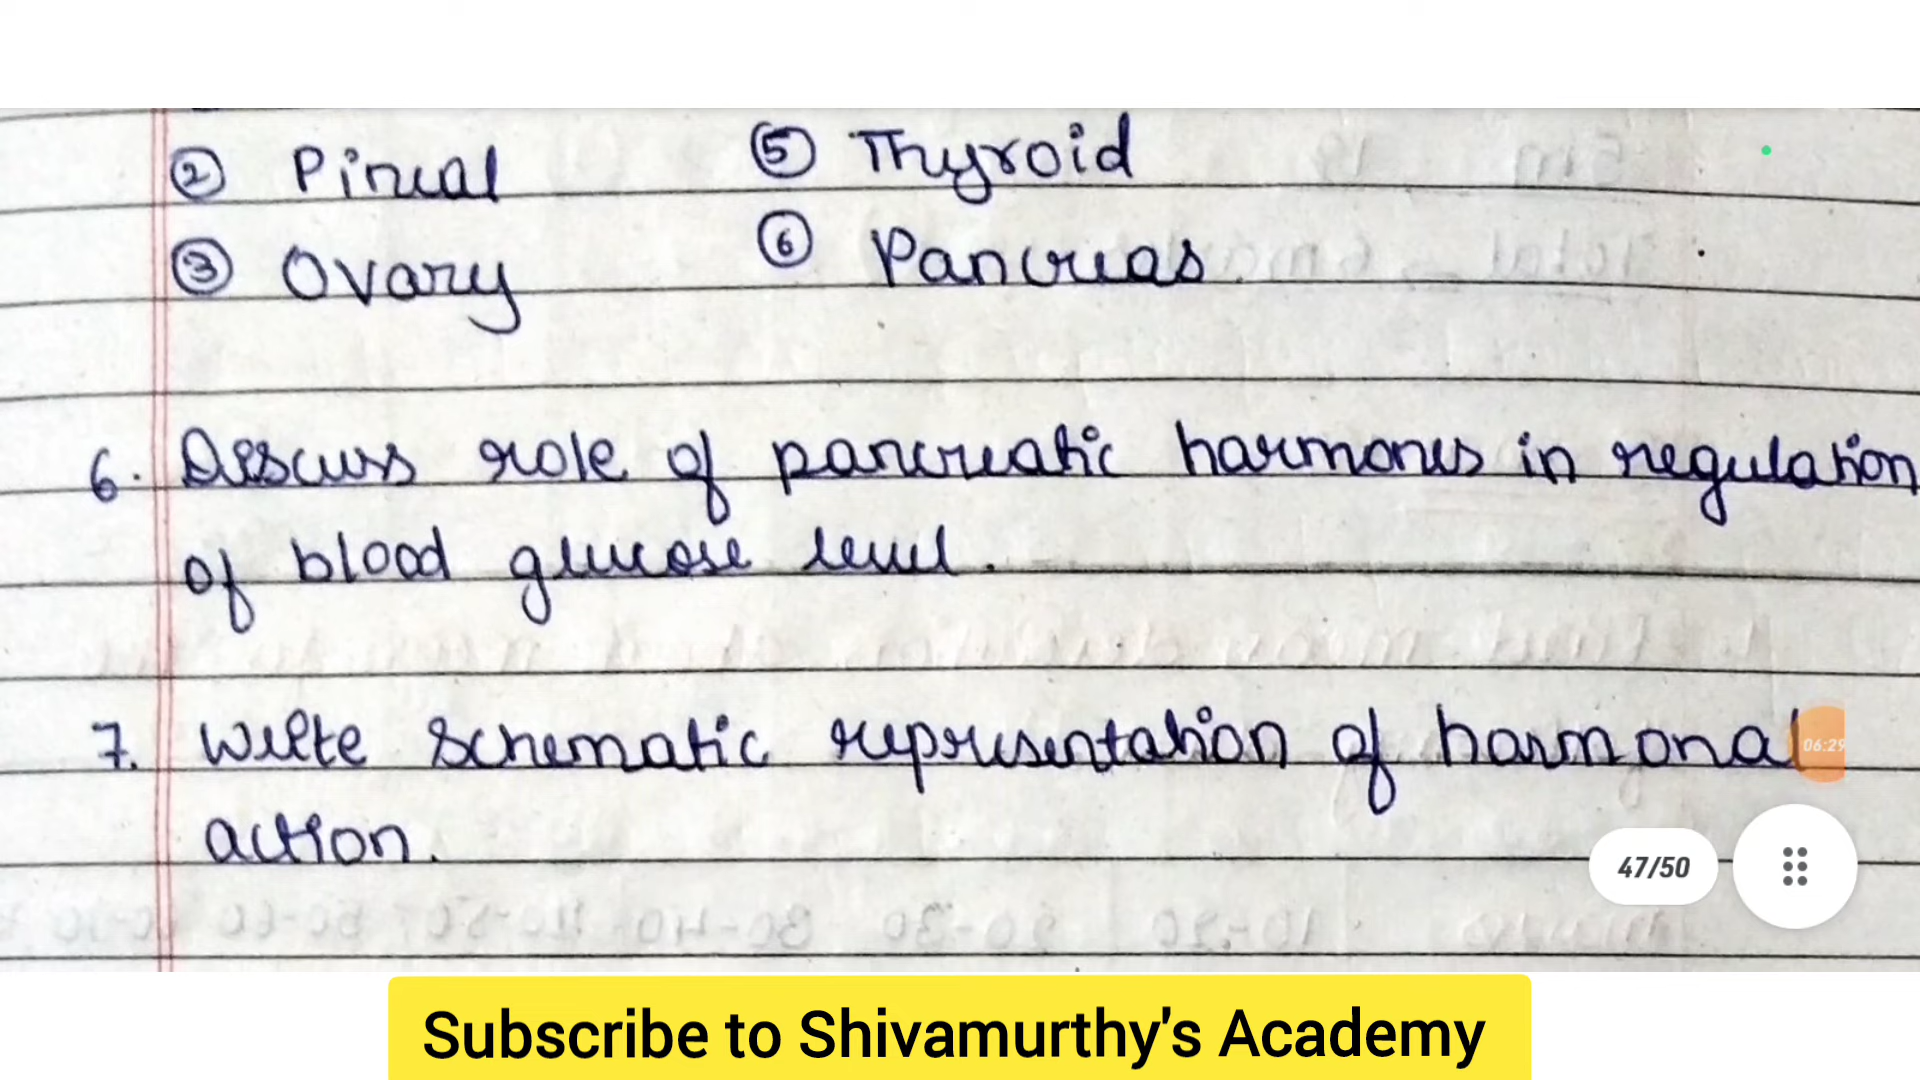 ② Pineal
⑤ Thyroid
③ Ovary
⑥ Pancreas
6. Discuss role of pancreatic harmones in regulation
of blood glucose level.
7. Write schematic representation of harmonal
action.
06:29
47/50
Subscribe to Shivamurthy's Academy